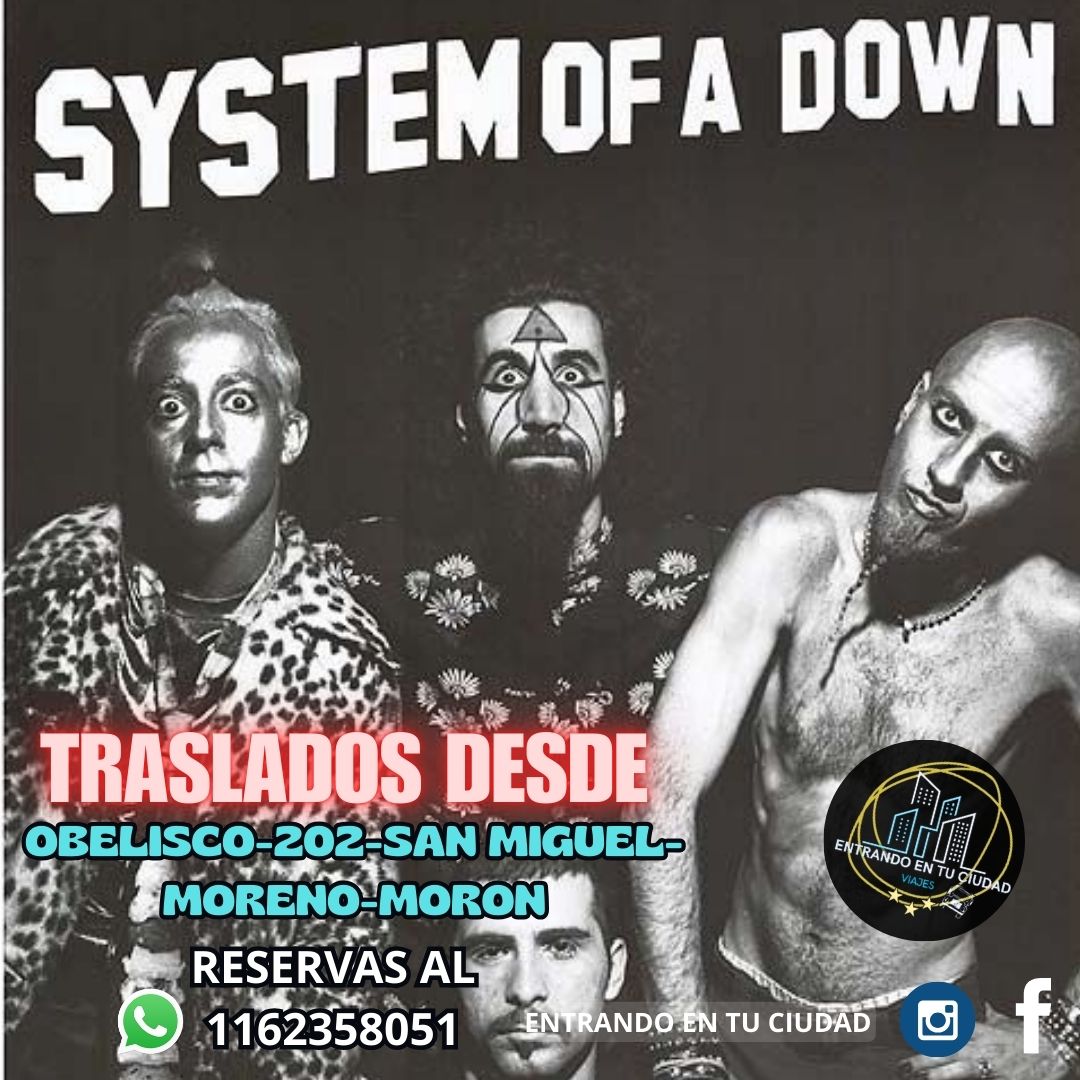 SYSTEM OF A DOWN
TRASLADOS DESDE
OBELISCO-202-SAN MIGUEL-
MORENO-MORON
RESERVAS AL
1162358051
ENTRANDO EN TU CIUDAD
VIAJES
ENTRANDO EN TU CIUDAD